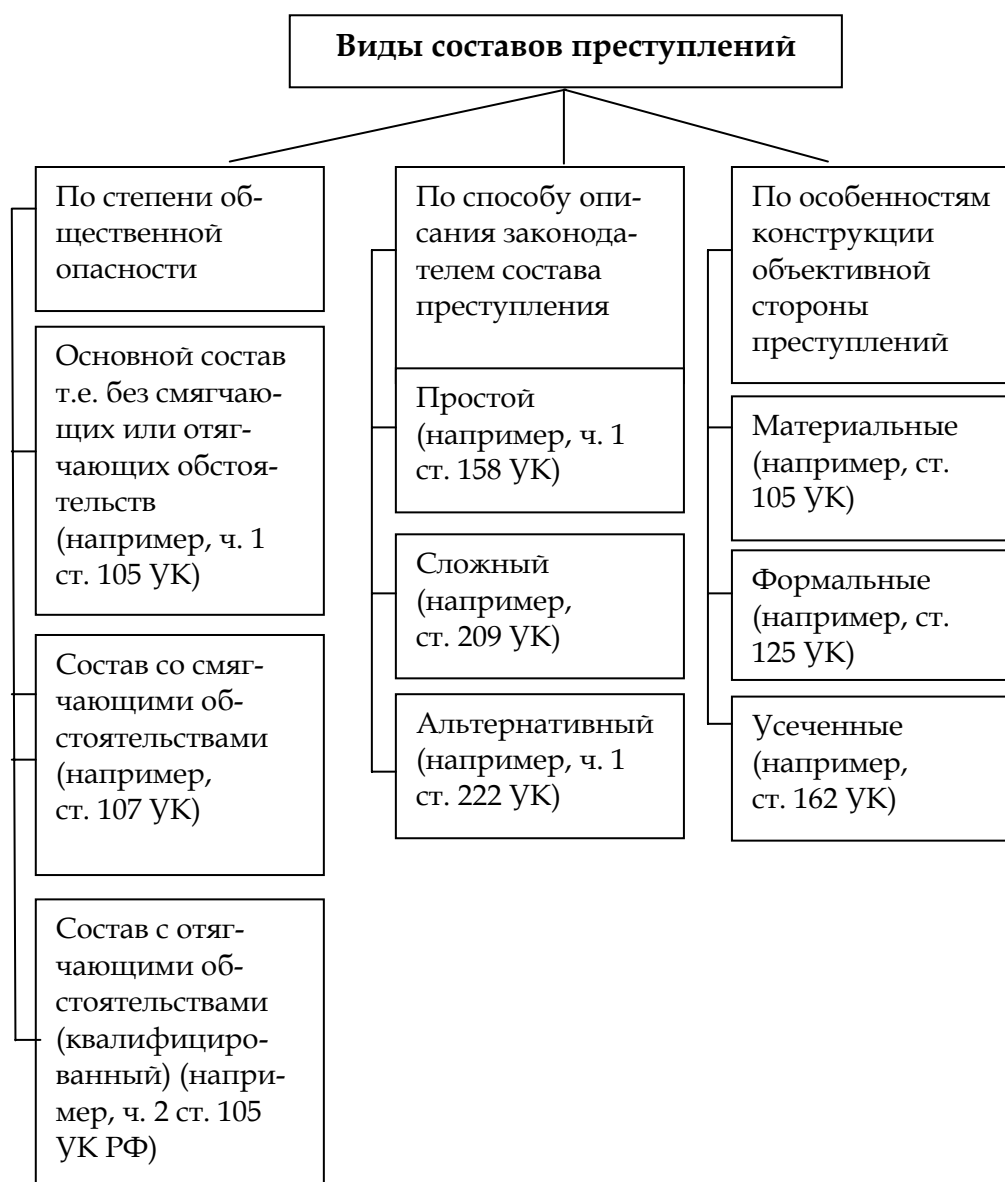 Виды составов преступлений
По степени об-
щественной
опасности
Основной состав
т.е. без смягчаю-
щих или отяг-
чающих обстоя-
тельств
(например, ч. 1
ст. 105 УК)
Состав со смяг-
чающими об-
стоятельствами
(например,
ст. 107 УК)
Состав с отяг-
чающими об-
стоятельствами
(квалифициро-
ванный) (напри-
мер, ч. 2 ст. 105
УК РФ)
По способу опи-
сания законода-
телем состава
преступления
Простой
(например, ч. 1
ст. 158 УК)
Сложный
(например,
ст. 209 УК)
Альтернативный
(например, ч. 1
ст. 222 УК)
По особенностям
конструкции
объективной
стороны
преступлений
Материальные
(например, ст.
105 УК)
Формальные
(например, ст.
125 УК)
Усеченные
(например,
ст. 162 УК)